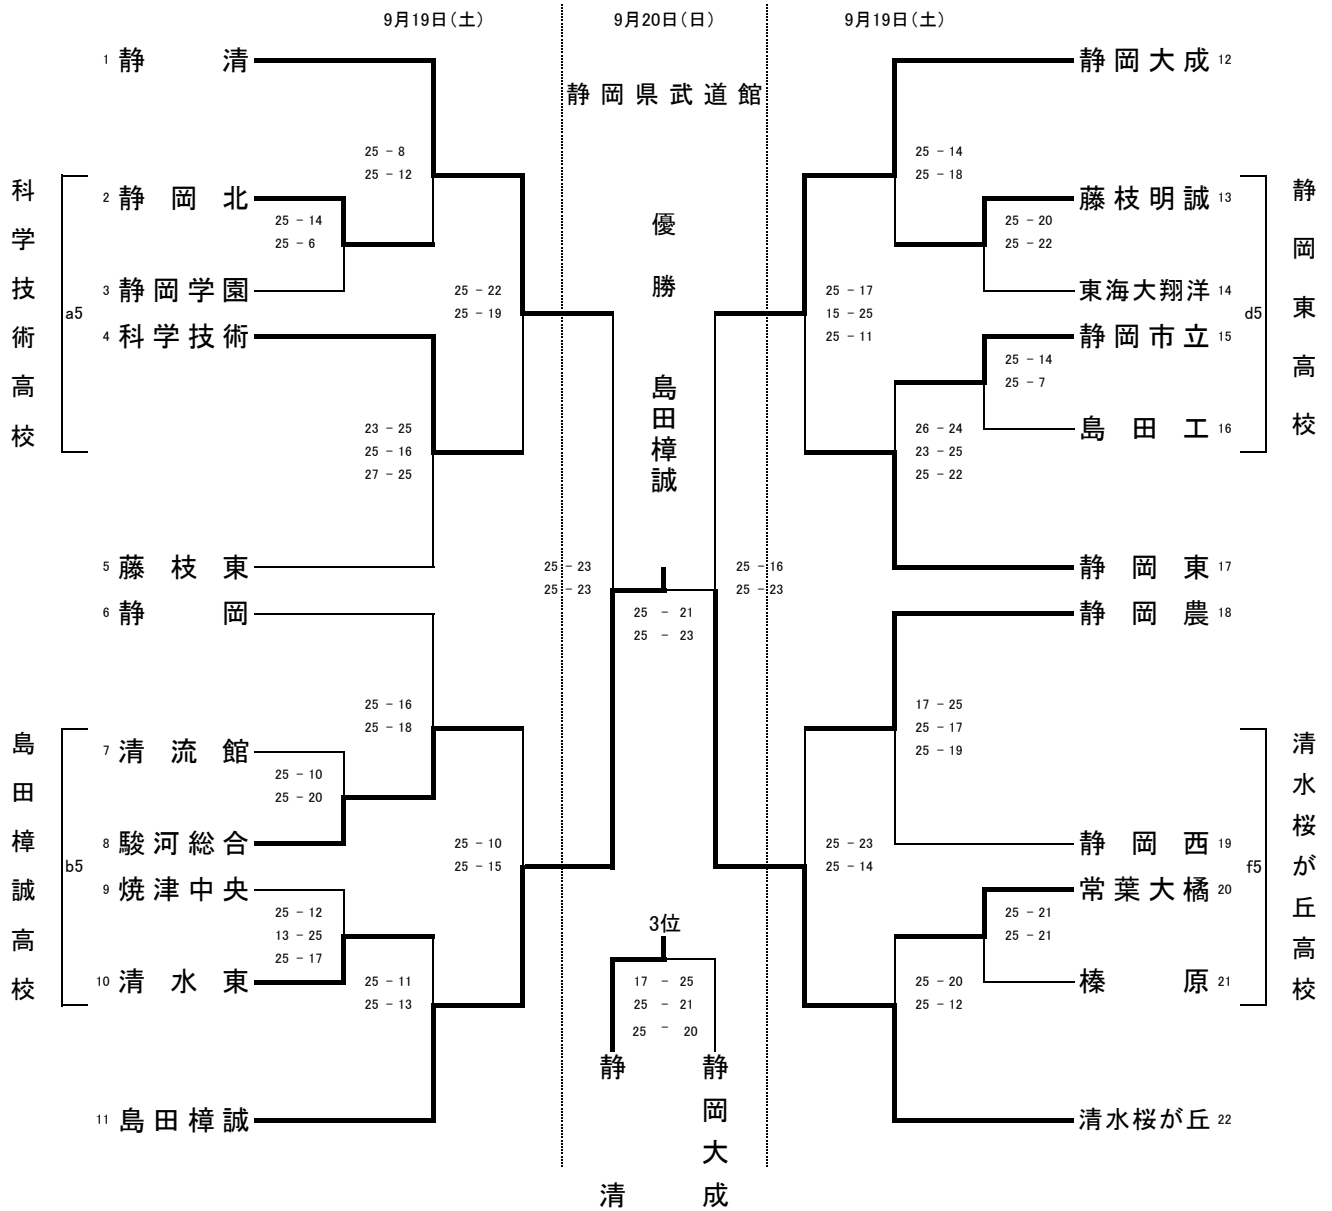 9月19日(土)
9月20日(日)
9月19日(土)
静岡県武道館
優勝
島田樟誠
科学技術高校
a5
1 静清
25 - 8
25 - 12
2 静岡北
25 - 14
25 - 6
3 静岡学園
25 - 22
25 - 19
4 科学技術
23 - 25
25 - 16
27 - 25
5 藤枝東
25 - 23
25 - 23
島田樟誠高校
b5
6 静岡
25 - 16
25 - 18
7 清流館
25 - 10
25 - 20
8 駿河総合
25 - 10
25 - 15
9 焼津中央
25 - 12
13 - 25
25 - 17
10 清水東
25 - 11
25 - 13
11 島田樟誠
25 - 21
25 - 23
3位
17 - 25
25 - 21
25 - 20
静清
静岡大成
静岡大成 12
25 - 14
25 - 18
藤枝明誠 13
25 - 20
25 - 22
東海大翔洋 14
25 - 17
15 - 25
25 - 11
静岡市立 15
25 - 14
25 - 7
島田工 16
26 - 24
23 - 25
25 - 22
静岡東 17
d5
静岡東高校
25 - 16
25 - 23
静岡農 18
17 - 25
25 - 17
25 - 19
静岡西 19
25 - 23
25 - 14
常葉大橘 20
25 - 21
25 - 21
榛原 21
25 - 20
25 - 12
清水桜が丘 22
f5
清水桜が丘高校